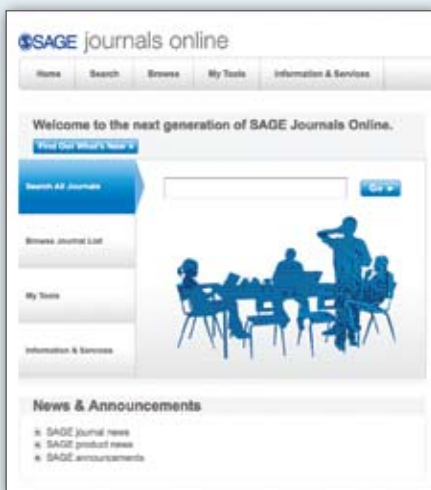 SAGE journals online
Home Search Browse My Tools Information & Services
Welcome to the next generation of SAGE Journals Online.
Find Out What's New
Search All Journals
Go
Browse Journal List
My Tools
Information & Services
News & Announcements
SAGE journal news
SAGE product news
SAGE announcements